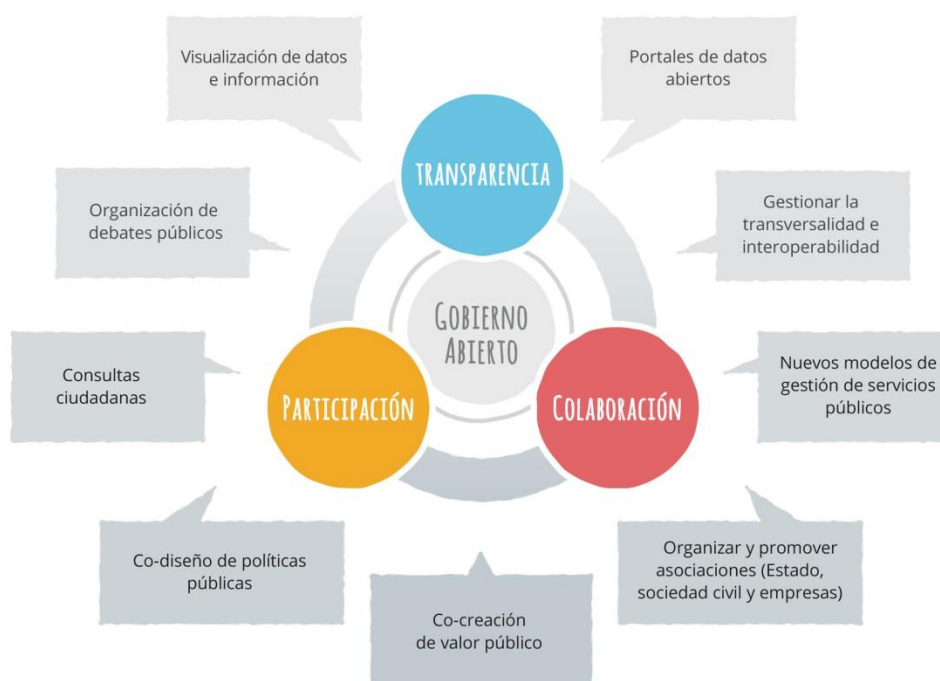 Visualización de datos
e información
Portales de datos
abiertos
TRANSPARENCIA
Organización de
debates públicos
Gestionar la
transversalidad e
interoperabilidad
GOBIERNO
ABIERTO
Consultas
ciudadanas
PARTICIPACIÓN
COLABORACIÓN
Nuevos modelos de
gestión de servicios
públicos
Co-diseño de políticas
públicas
Organizar y promover
asociaciones (Estado,
sociedad civil y empresas)
Co-creación
de valor público